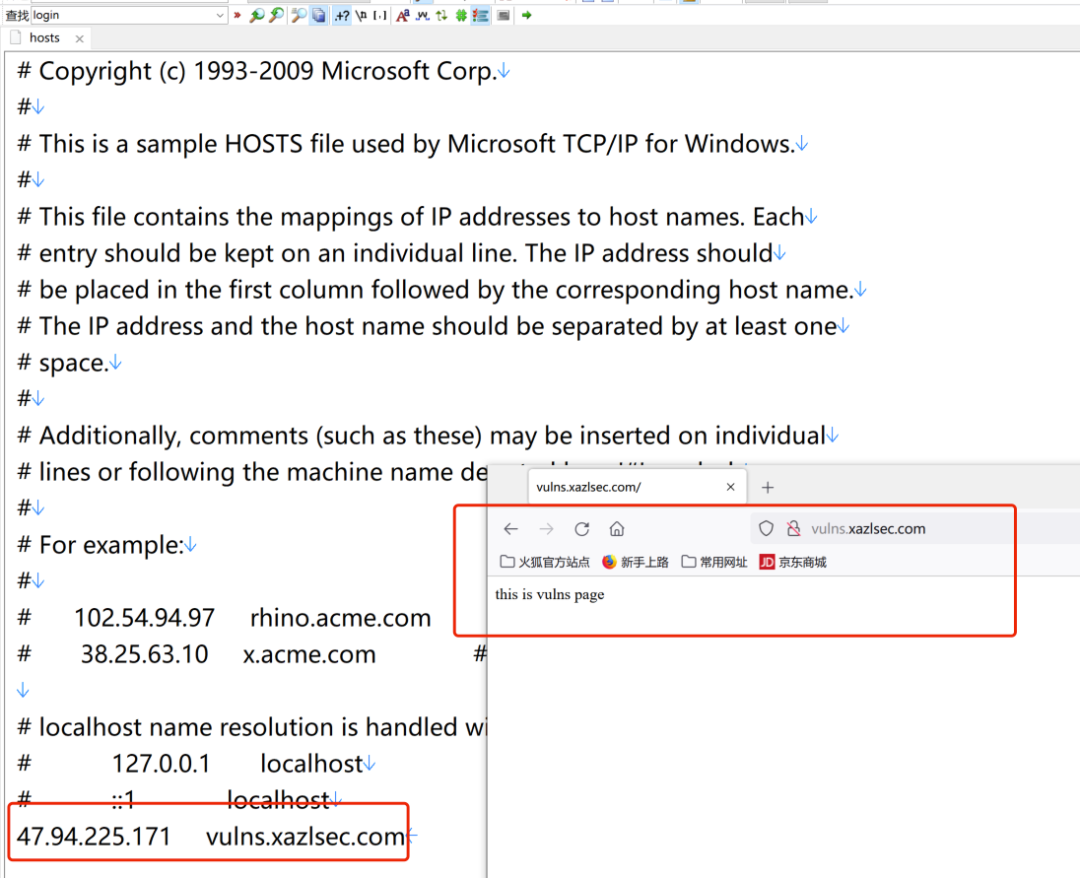 查找 login
hosts
# Copyright (c) 1993-2009 Microsoft Corp.↓
#↓
# This is a sample HOSTS file used by Microsoft TCP/IP for Windows.↓
#↓
# This file contains the mappings of IP addresses to host names. Each↓
# entry should be kept on an individual line. The IP address should↓
# be placed in the first column followed by the corresponding host name.↓
# The IP address and the host name should be separated by at least one↓
# space.↓
#↓
# Additionally, comments (such as these) may be inserted on individual↓
# lines or following the machine name de
#↓
# For example:↓
#↓
# 102.54.94.97 rhino.acme.com
# 38.25.63.10 x.acme.com #
↓
# localhost name resolution is handled wi
# 127.0.0.1 localhost↓
# ::1 localhost↓
47.94.225.171 vulns.xazlsec.com←
vulns.xazlsec.com/
vulns.xazlsec.com
火狐官方站点 新手上路 常用网址 JD 京东商城
this is vulns page